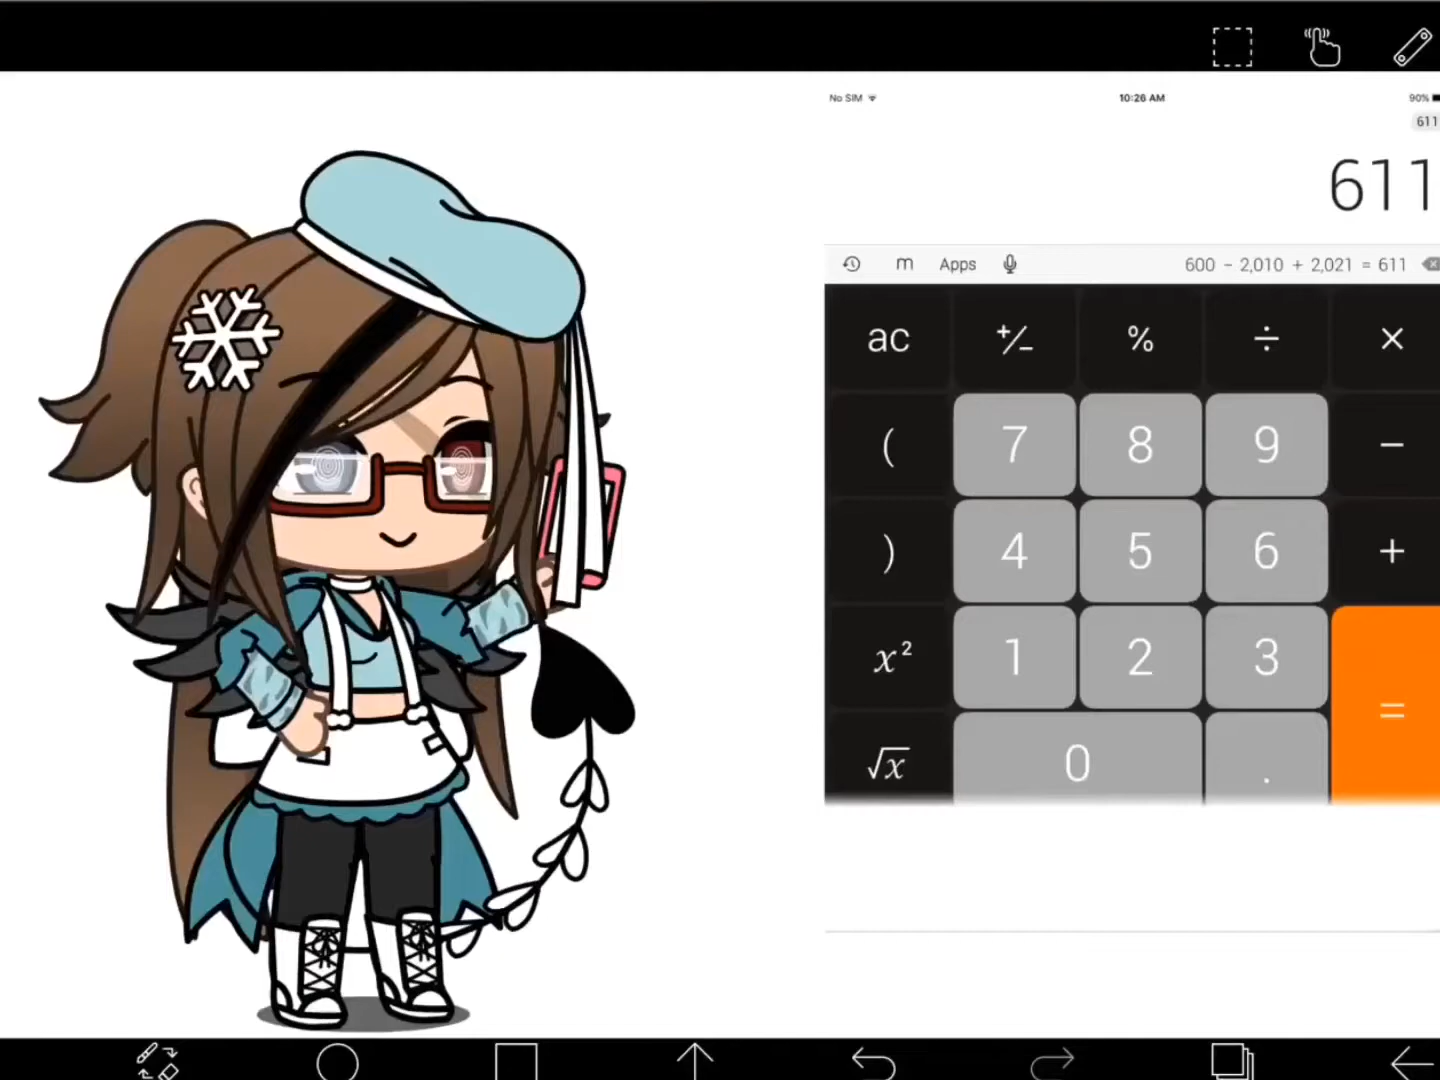 No SIM 10:26 AM 90%
611
611
m Apps 600 − 2,010 + 2,021 = 611
ac +/− % ÷ ×
( 7 8 9 −
) 4 5 6 +
x² 1 2 3 =
√x 0 .